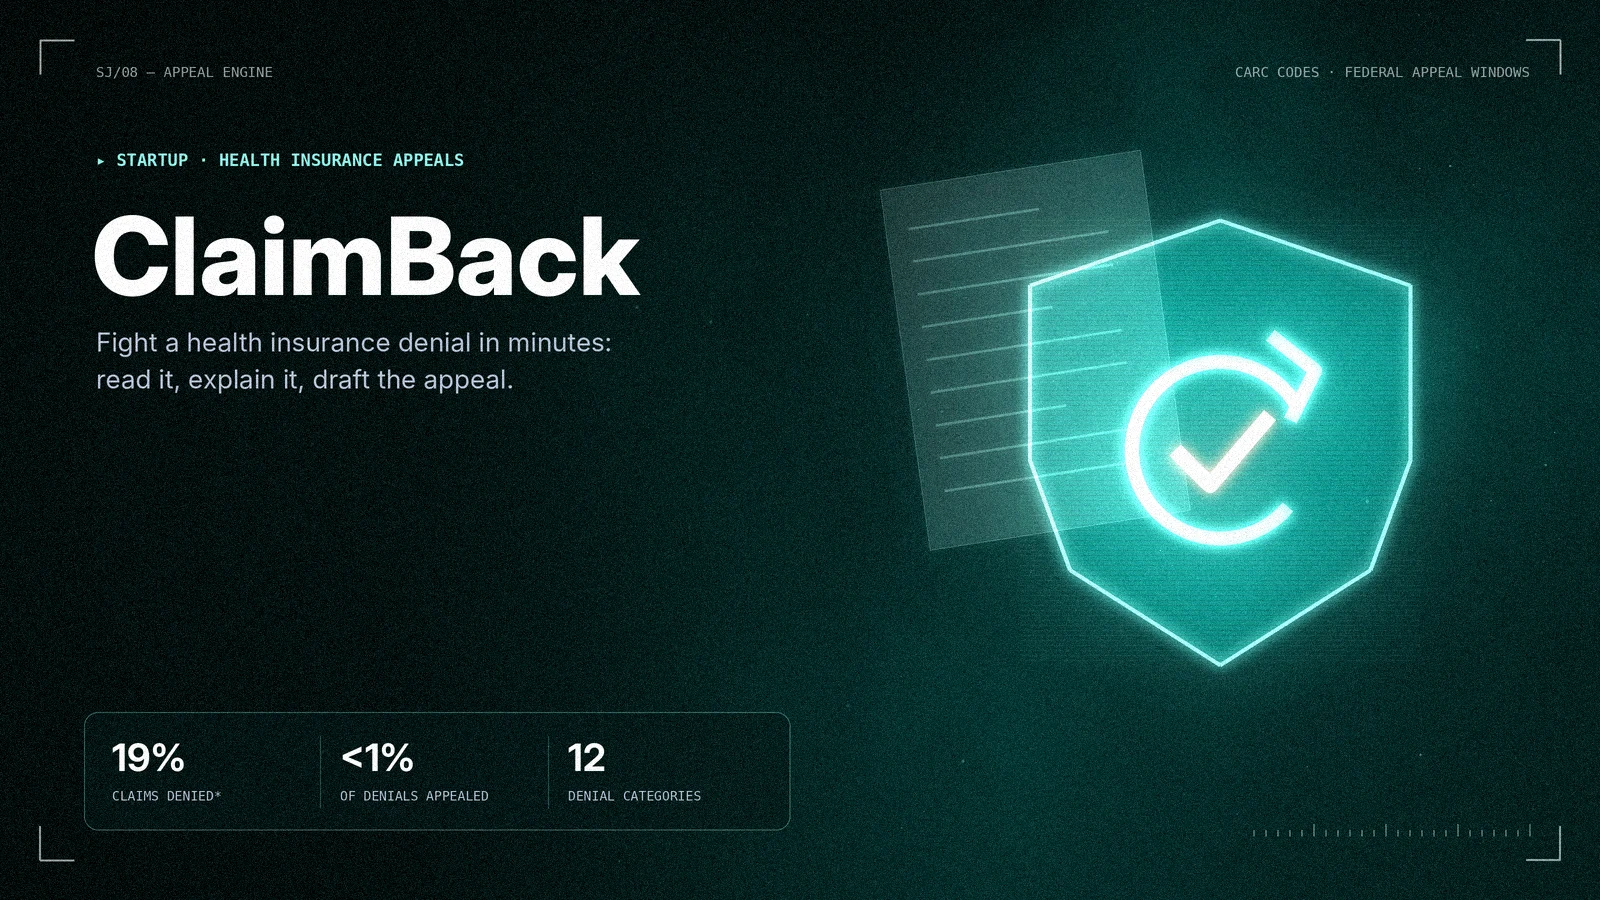 SJ/08 — APPEAL ENGINE
CARC CODES · FEDERAL APPEAL WINDOWS
▸ STARTUP · HEALTH INSURANCE APPEALS
ClaimBack
Fight a health insurance denial in minutes:
read it, explain it, draft the appeal.
19%
CLAIMS DENIED*
<1%
OF DENIALS APPEALED
12
DENIAL CATEGORIES